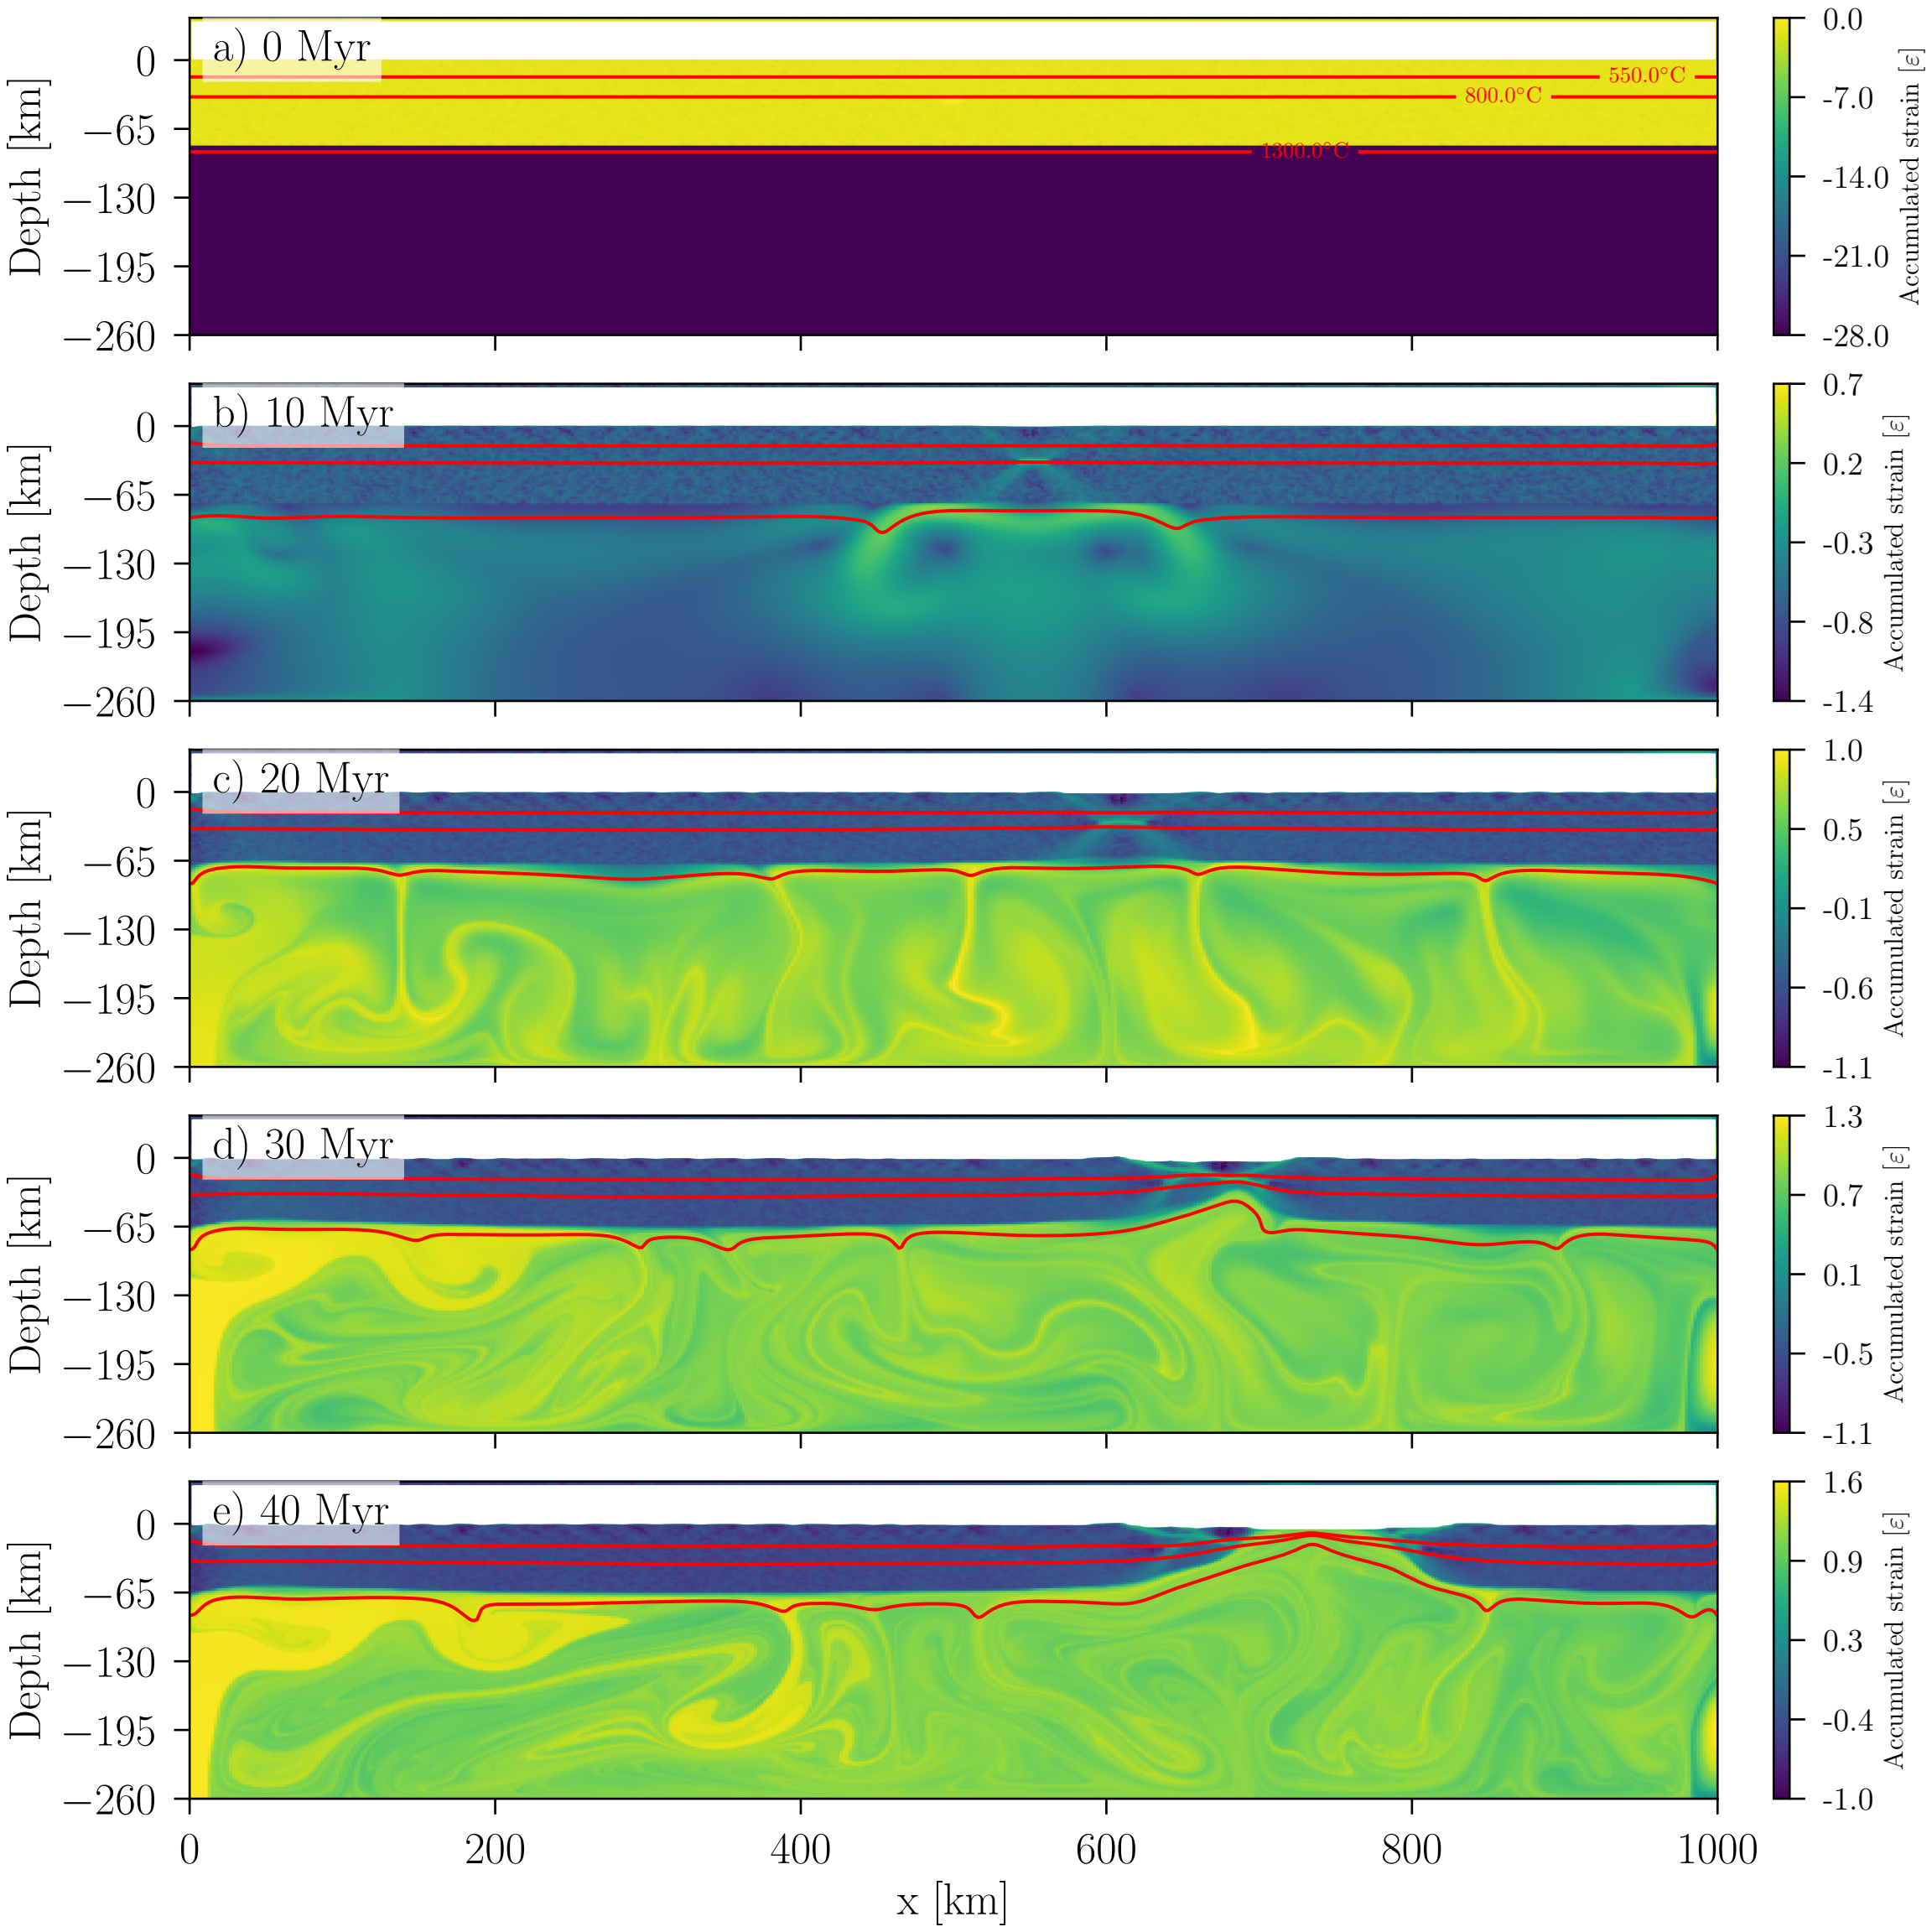 a) 0 Myr
Depth [km]
0
−65
−130
−195
−260
550.0°C
800.0°C
1300.0°C
0.0
-7.0
-14.0
-21.0
-28.0
Accumulated strain [ε]
b) 10 Myr
Depth [km]
0
−65
−130
−195
−260
0.7
0.2
-0.3
-0.8
-1.4
Accumulated strain [ε]
c) 20 Myr
Depth [km]
0
−65
−130
−195
−260
1.0
0.5
-0.1
-0.6
-1.1
Accumulated strain [ε]
d) 30 Myr
Depth [km]
0
−65
−130
−195
−260
1.3
0.7
0.1
-0.5
-1.1
Accumulated strain [ε]
e) 40 Myr
Depth [km]
0
−65
−130
−195
−260
1.6
0.9
0.3
-0.4
-1.0
Accumulated strain [ε]
0 200 400 600 800 1000
x [km]